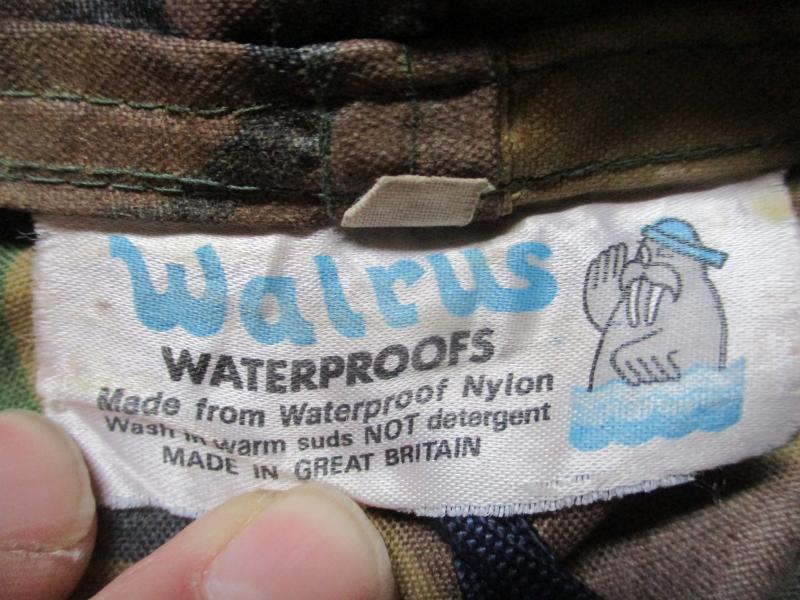 Walrus
WATERPROOFS
Made from Waterproof Nylon
Wash in warm suds NOT detergent
MADE IN GREAT BRITAIN